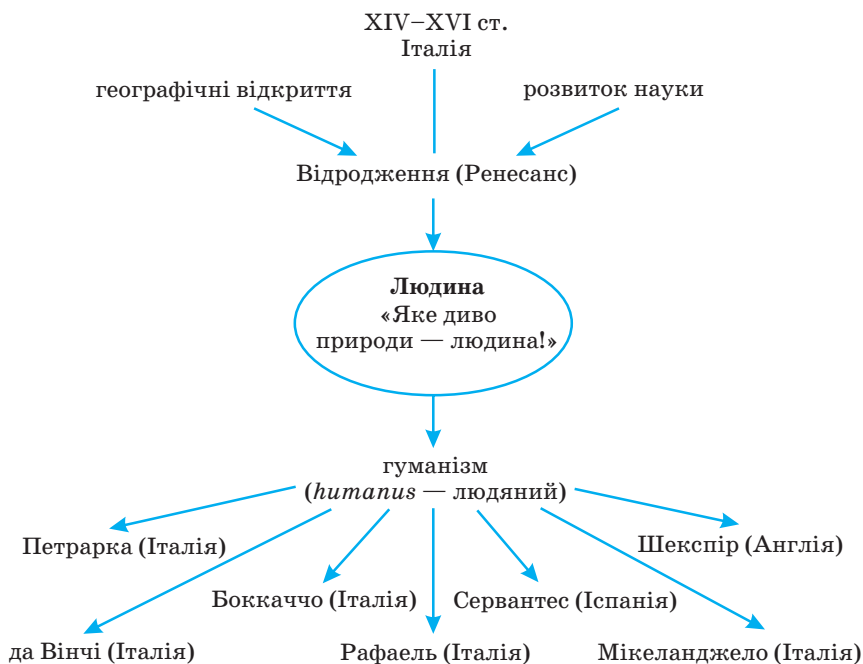 XIV–XVI ст.
Італія
географічні відкриття
розвиток науки
Відродження (Ренесанс)
Людина
«Яке диво
природи — людина!»
гуманізм
(humanus — людяний)
Петрарка (Італія)
Шекспір (Англія)
Боккаччо (Італія)
Сервантес (Іспанія)
да Вінчі (Італія)
Рафаель (Італія)
Мікеланджело (Італія)